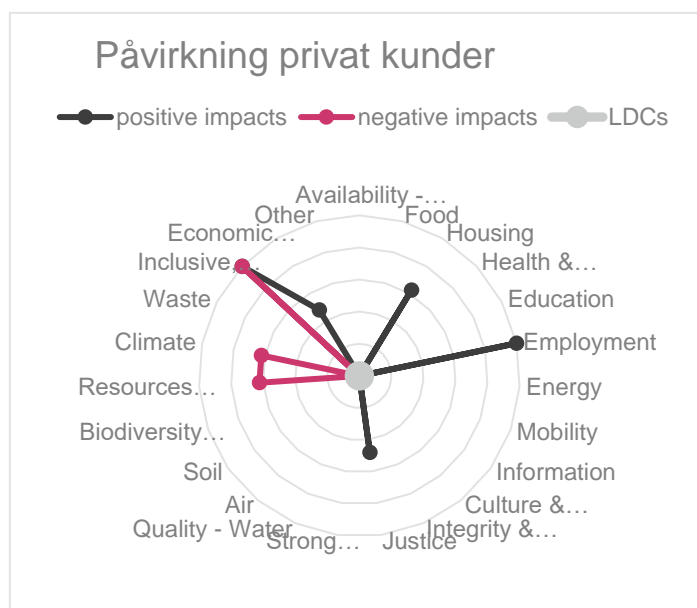 Påvirkning privat kunder
positive impacts
negative impacts
LDCs
Availability -...
Food
Housing
Health &...
Education
Employment
Energy
Mobility
Information
Culture &...
Integrity &...
Justice
Strong...
Quality - Water
Air
Soil
Biodiversity...
Resources...
Climate
Waste
Inclusive,...
Economic...
Other